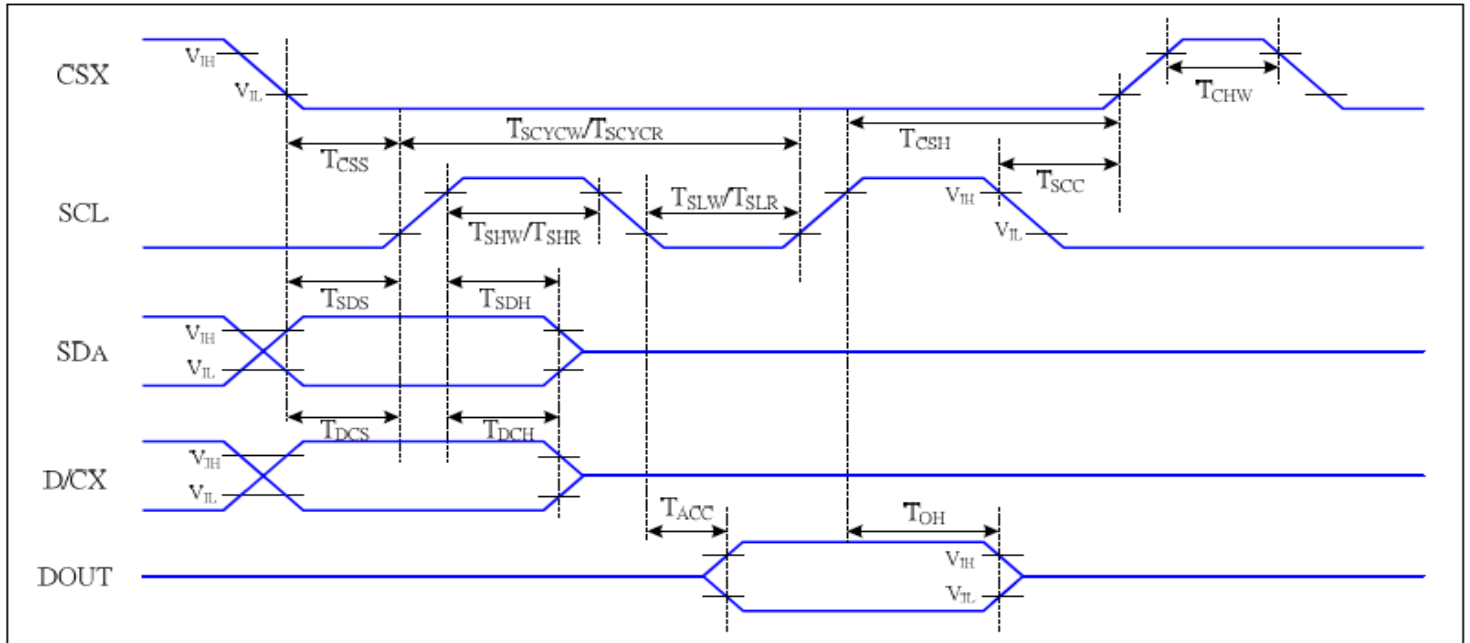 CSX
VIH
VIL
TCHW
TSCYCW/TSCYCR
TCSS
TCSH
TSCC
SCL
TSLW/TSLR
VIH
TSHW/TSHR
VIL
TSDS
TSDH
SDA
VIH
VIL
TDCS
TDCH
D/CX
VIH
VIL
TACC
TOH
DOUT
VIH
VIL